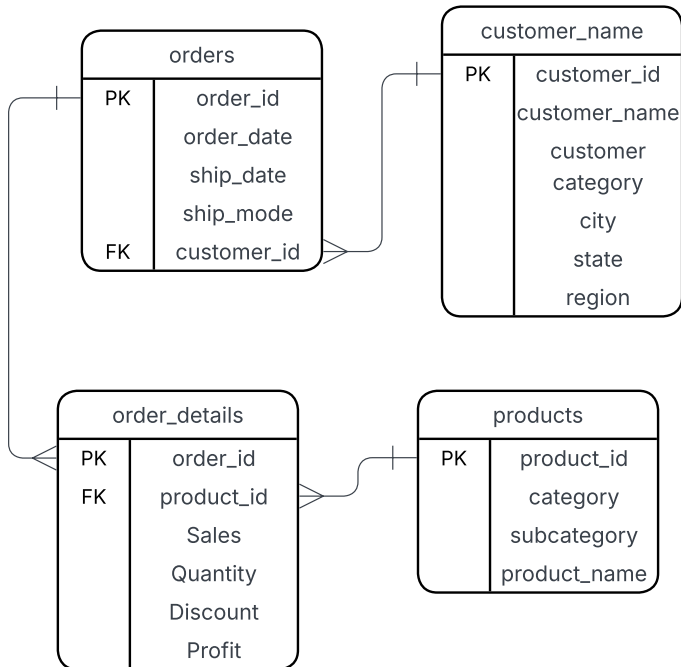 orders
PK order_id
order_date
ship_date
ship_mode
FK customer_id
customer_name
PK customer_id
customer_name
customer
category
city
state
region
order_details
PK order_id
FK product_id
Sales
Quantity
Discount
Profit
products
PK product_id
category
subcategory
product_name